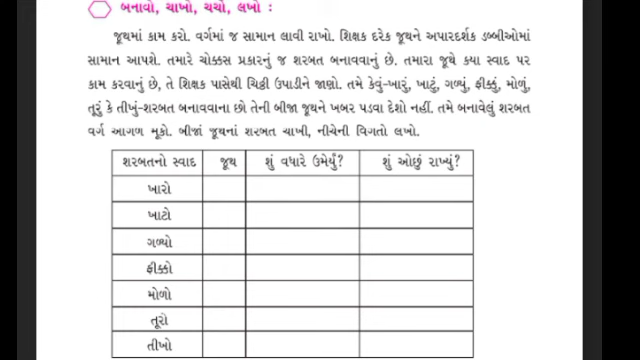 બનાવો, ચાખો, ચર્ચો, લખો :
જૂથમાં કામ કરો. વર્ગમાં જ સામાન લાવી રાખો. શિક્ષક દરેક જૂથને અપારદર્શક ડબ્બીઓમાં
સામાન આપશે. તમારે ચોક્કસ પ્રકારનું જ શરબત બનાવવાનું છે. તમારા જૂથે કયા સ્વાદ પર
કામ કરવાનું છે, તે શિક્ષક પાસેથી ચિઠ્ઠી ઉપાડીને જાણો. તમે કેવું-ખારું, ખાટું, ગળ્યું, ફીક્કું, મોળું,
તૂરું કે તીખું-શરબત બનાવવાના છો તેની બીજા જૂથને ખબર પડવા દેશો નહીં. તમે બનાવેલું શરબત
વર્ગ આગળ મૂકો. બીજાં જૂથનાં શરબત ચાખી, નીચેની વિગતો લખો.
શરબતનો સ્વાદ જૂથ શું વધારે ઉમેર્યું? શું ઓછું રાખ્યું?
ખારો
ખાટો
ગળ્યો
ફીક્કો
મોળો
તૂરો
તીખો